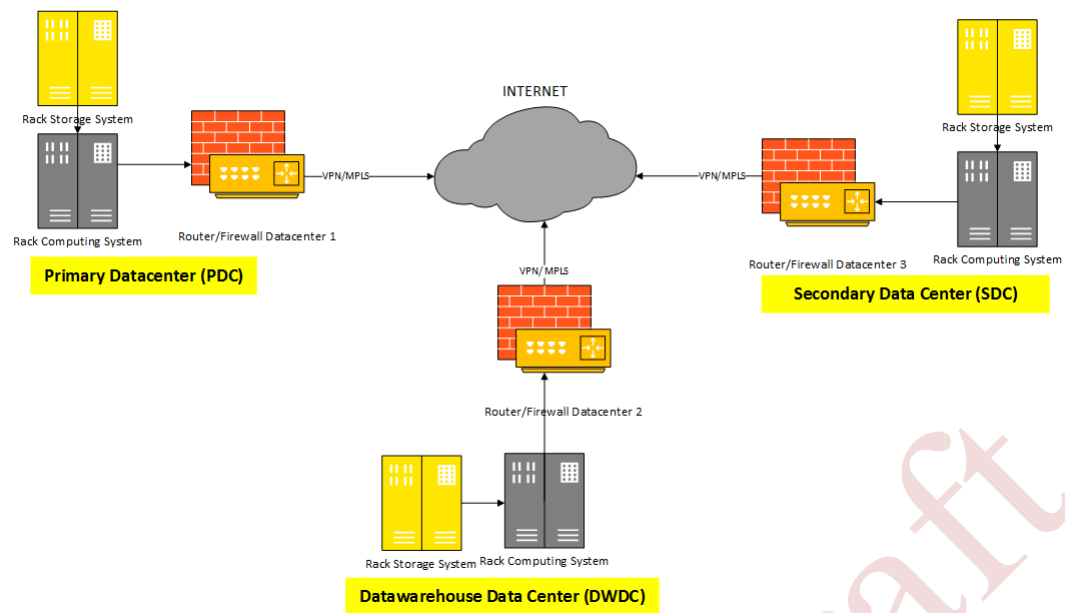 INTERNET
Rack Storage System
Rack Computing System
VPN/MPLS
Router/Firewall Datacenter 1
Primary Datacenter (PDC)
Rack Storage System
VPN/MPLS
Rack Computing System
Router/Firewall Datacenter 3
Secondary Data Center (SDC)
VPN/ MPLS
Router/Firewall Datacenter 2
Rack Storage System
Rack Computing System
Datawarehouse Data Center (DWDC)
aft